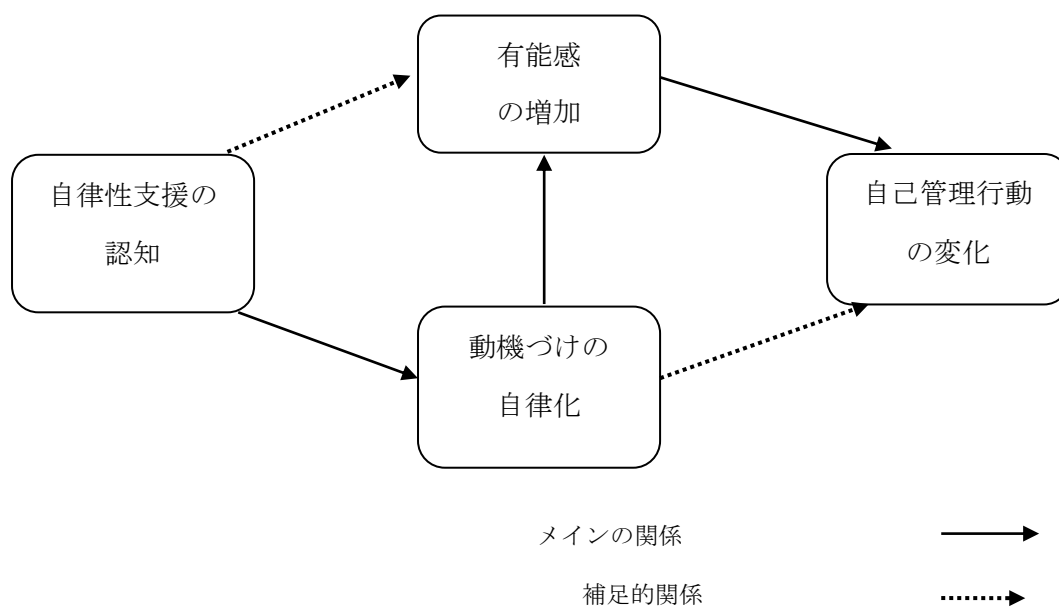 有能感
の増加
自律性支援の
認知
自己管理行動
の変化
動機づけの
自律化
メインの関係
補足的関係